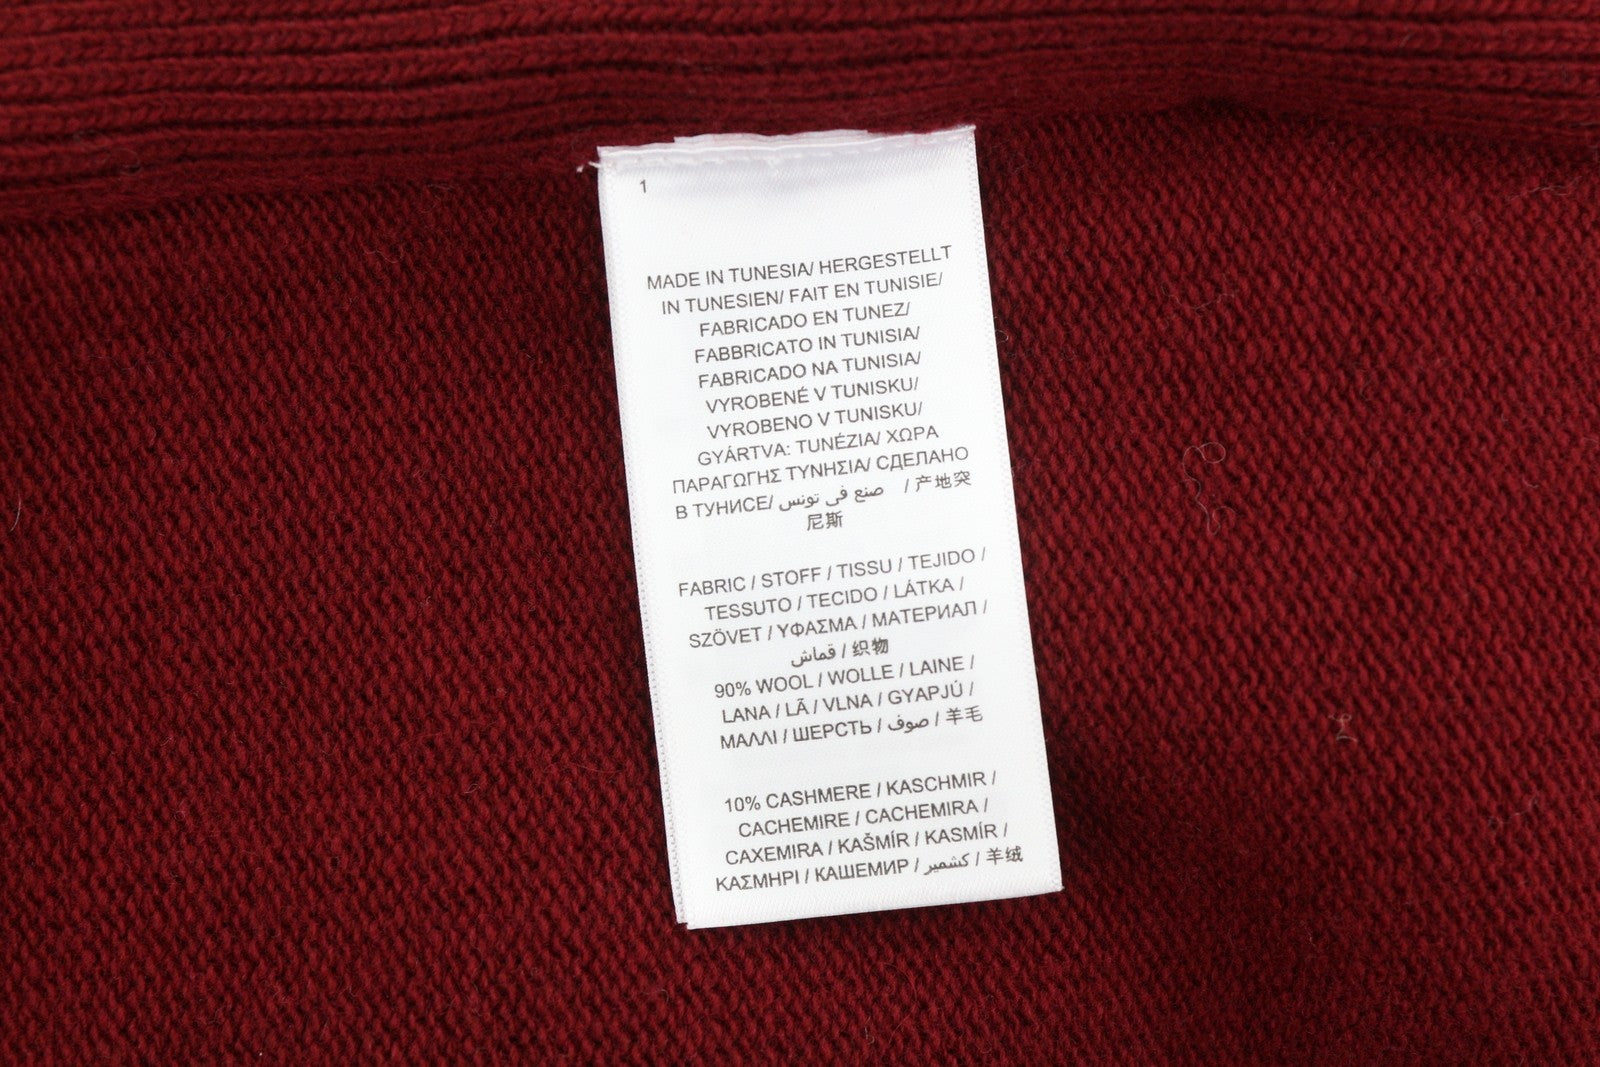 1
MADE IN TUNESIA/ HERGESTELLT
IN TUNESIEN/ FAIT EN TUNISIE/
FABRICADO EN TUNEZ/
FABBRICATO IN TUNISIA/
FABRICADO NA TUNISIA/
VYROBENÉ V TUNISKU/
VYROBENO V TUNISKU/
GYÁRTVA: TUNÉZIA/ ΧΩΡΑ
ΠΑΡΑΓΩΓΗΣ ΤΥΝΗΣΙΑ/ СДЕЛАНО
В ТУНИСЕ/ صنع في تونس / 产地突
尼斯
FABRIC / STOFF / TISSU / TEJIDO /
TESSUTO / TECIDO / LÁTKA /
SZÖVET / ΥΦΑΣΜΑ / МАТЕРИАЛ /
قماش / 织物
90% WOOL / WOLLE / LAINE /
LANA / LÃ / VLNA / GYAPJÚ /
ΜΑΛΛΙ / ШЕРСТЬ / صوف / 羊毛
10% CASHMERE / KASCHMIR /
CACHEMIRE / CACHEMIRA /
CAXEMIRA / KAŠMÍR / KASMÍR /
ΚΑΣΜΗΡΙ / КАШЕМИР / كشمير / 羊绒